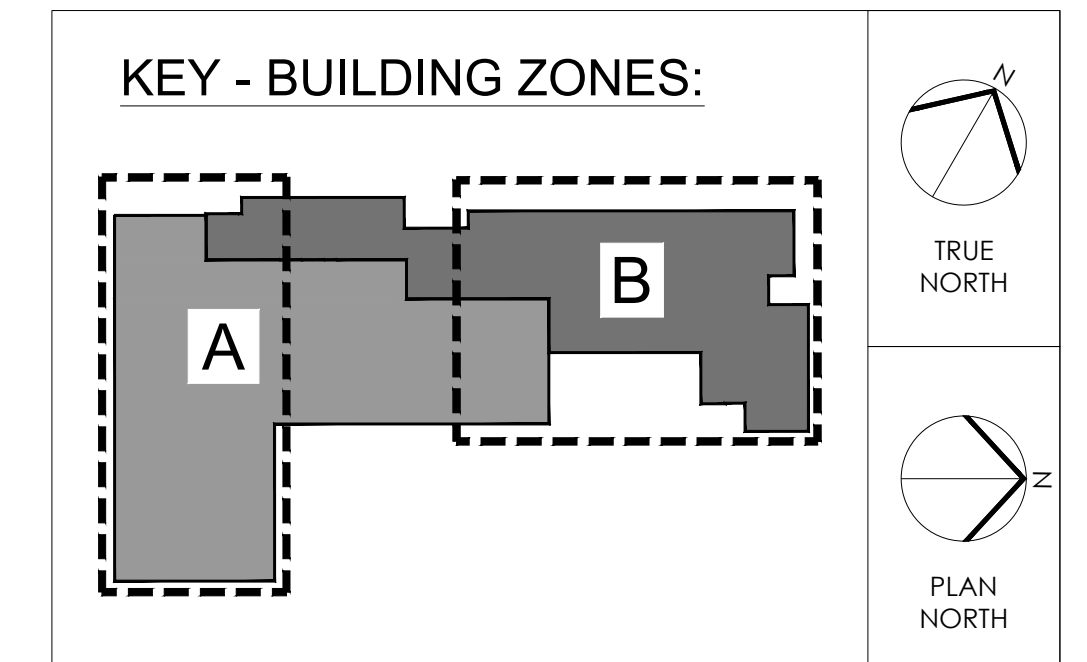 KEY - BUILDING ZONES:
A
B
N
TRUE
NORTH
N
PLAN
NORTH